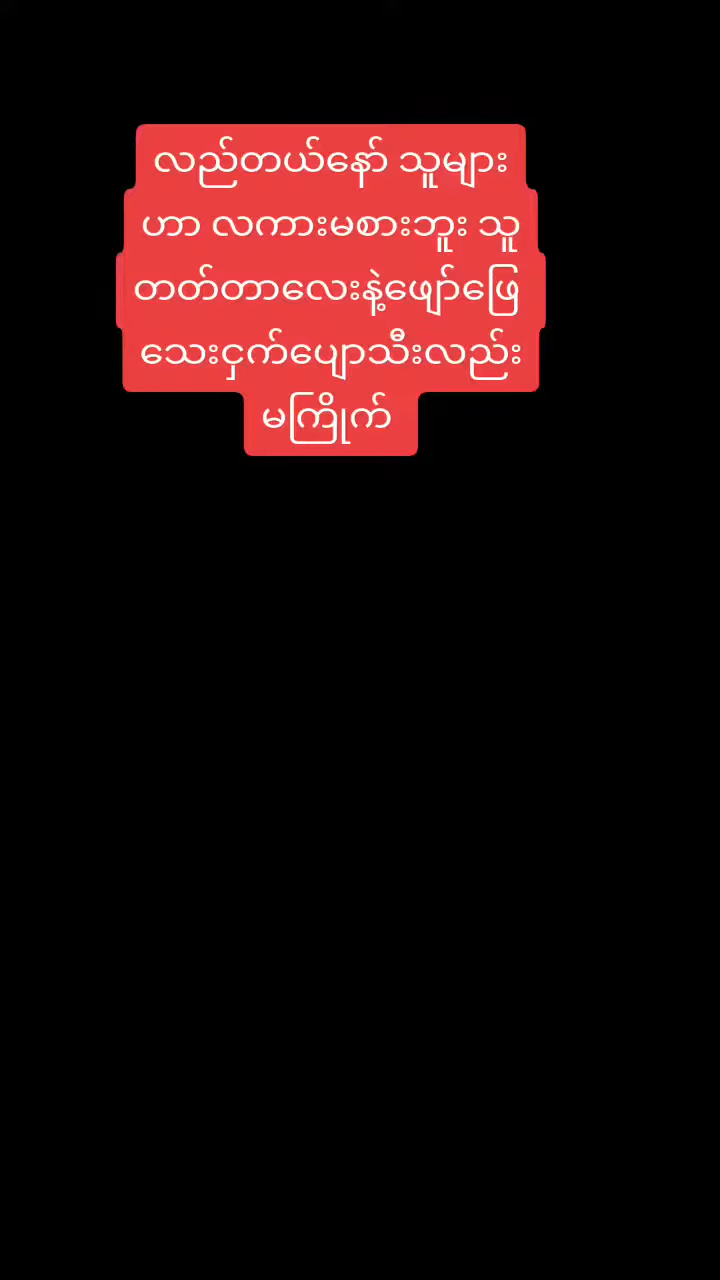 လည်တယ်နော် သူများ
ဟာ လကားမစားဘူး သူ
တတ်တာလေးနဲ့ဖျော်ဖြေ
သေးငှက်ပျောသီးလည်း
မကြိုက်